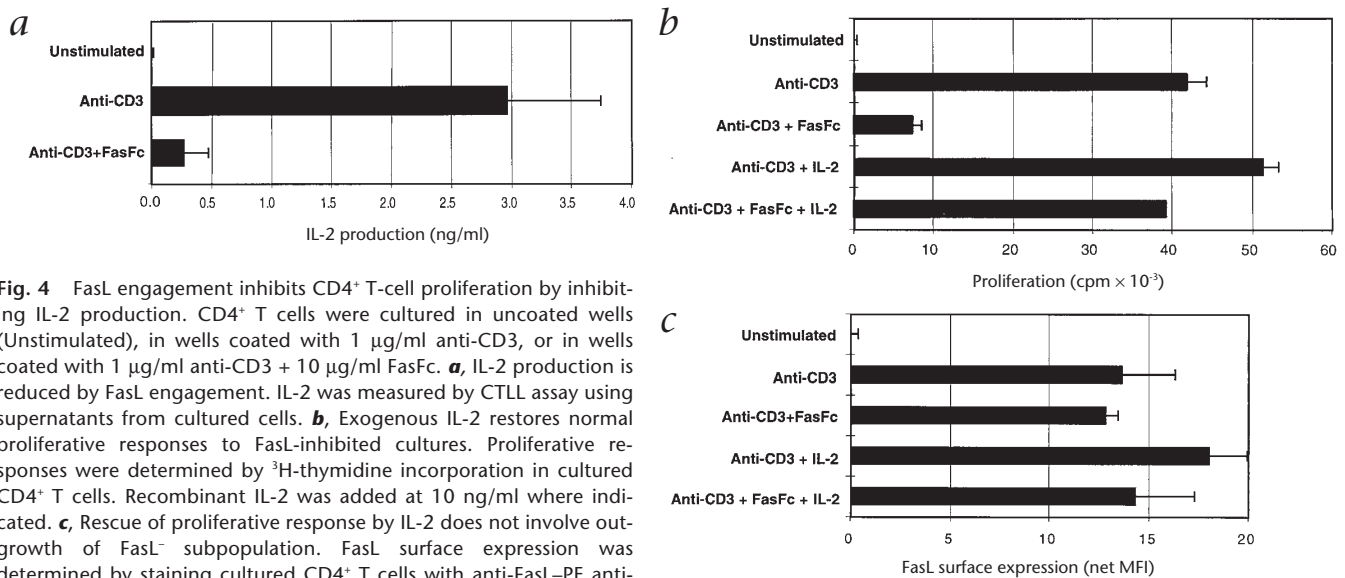 a
Unstimulated
Anti-CD3
Anti-CD3+FasFc
0.0 0.5 1.0 1.5 2.0 2.5 3.0 3.5 4.0
IL-2 production (ng/ml)
b
Unstimulated
Anti-CD3
Anti-CD3 + FasFc
Anti-CD3 + IL-2
Anti-CD3 + FasFc + IL-2
0 10 20 30 40 50 60
Proliferation (cpm × 10⁻³)
Fig. 4 FasL engagement inhibits CD4⁺ T-cell proliferation by inhibit-
ing IL-2 production. CD4⁺ T cells were cultured in uncoated wells
(Unstimulated), in wells coated with 1 μg/ml anti-CD3, or in wells
coated with 1 μg/ml anti-CD3 + 10 μg/ml FasFc. a, IL-2 production is
reduced by FasL engagement. IL-2 was measured by CTLL assay using
supernatants from cultured cells. b, Exogenous IL-2 restores normal
proliferative responses to FasL-inhibited cultures. Proliferative re-
sponses were determined by ³H-thymidine incorporation in cultured
CD4⁺ T cells. Recombinant IL-2 was added at 10 ng/ml where indi-
cated. c, Rescue of proliferative response by IL-2 does not involve out-
growth of FasL⁻ subpopulation. FasL surface expression was
determined by staining cultured CD4⁺ T cells with anti-FasL–PE anti-
c
Unstimulated
Anti-CD3
Anti-CD3+FasFc
Anti-CD3 + IL-2
Anti-CD3 + FasFc + IL-2
0 5 10 15 20
FasL surface expression (net MFI)